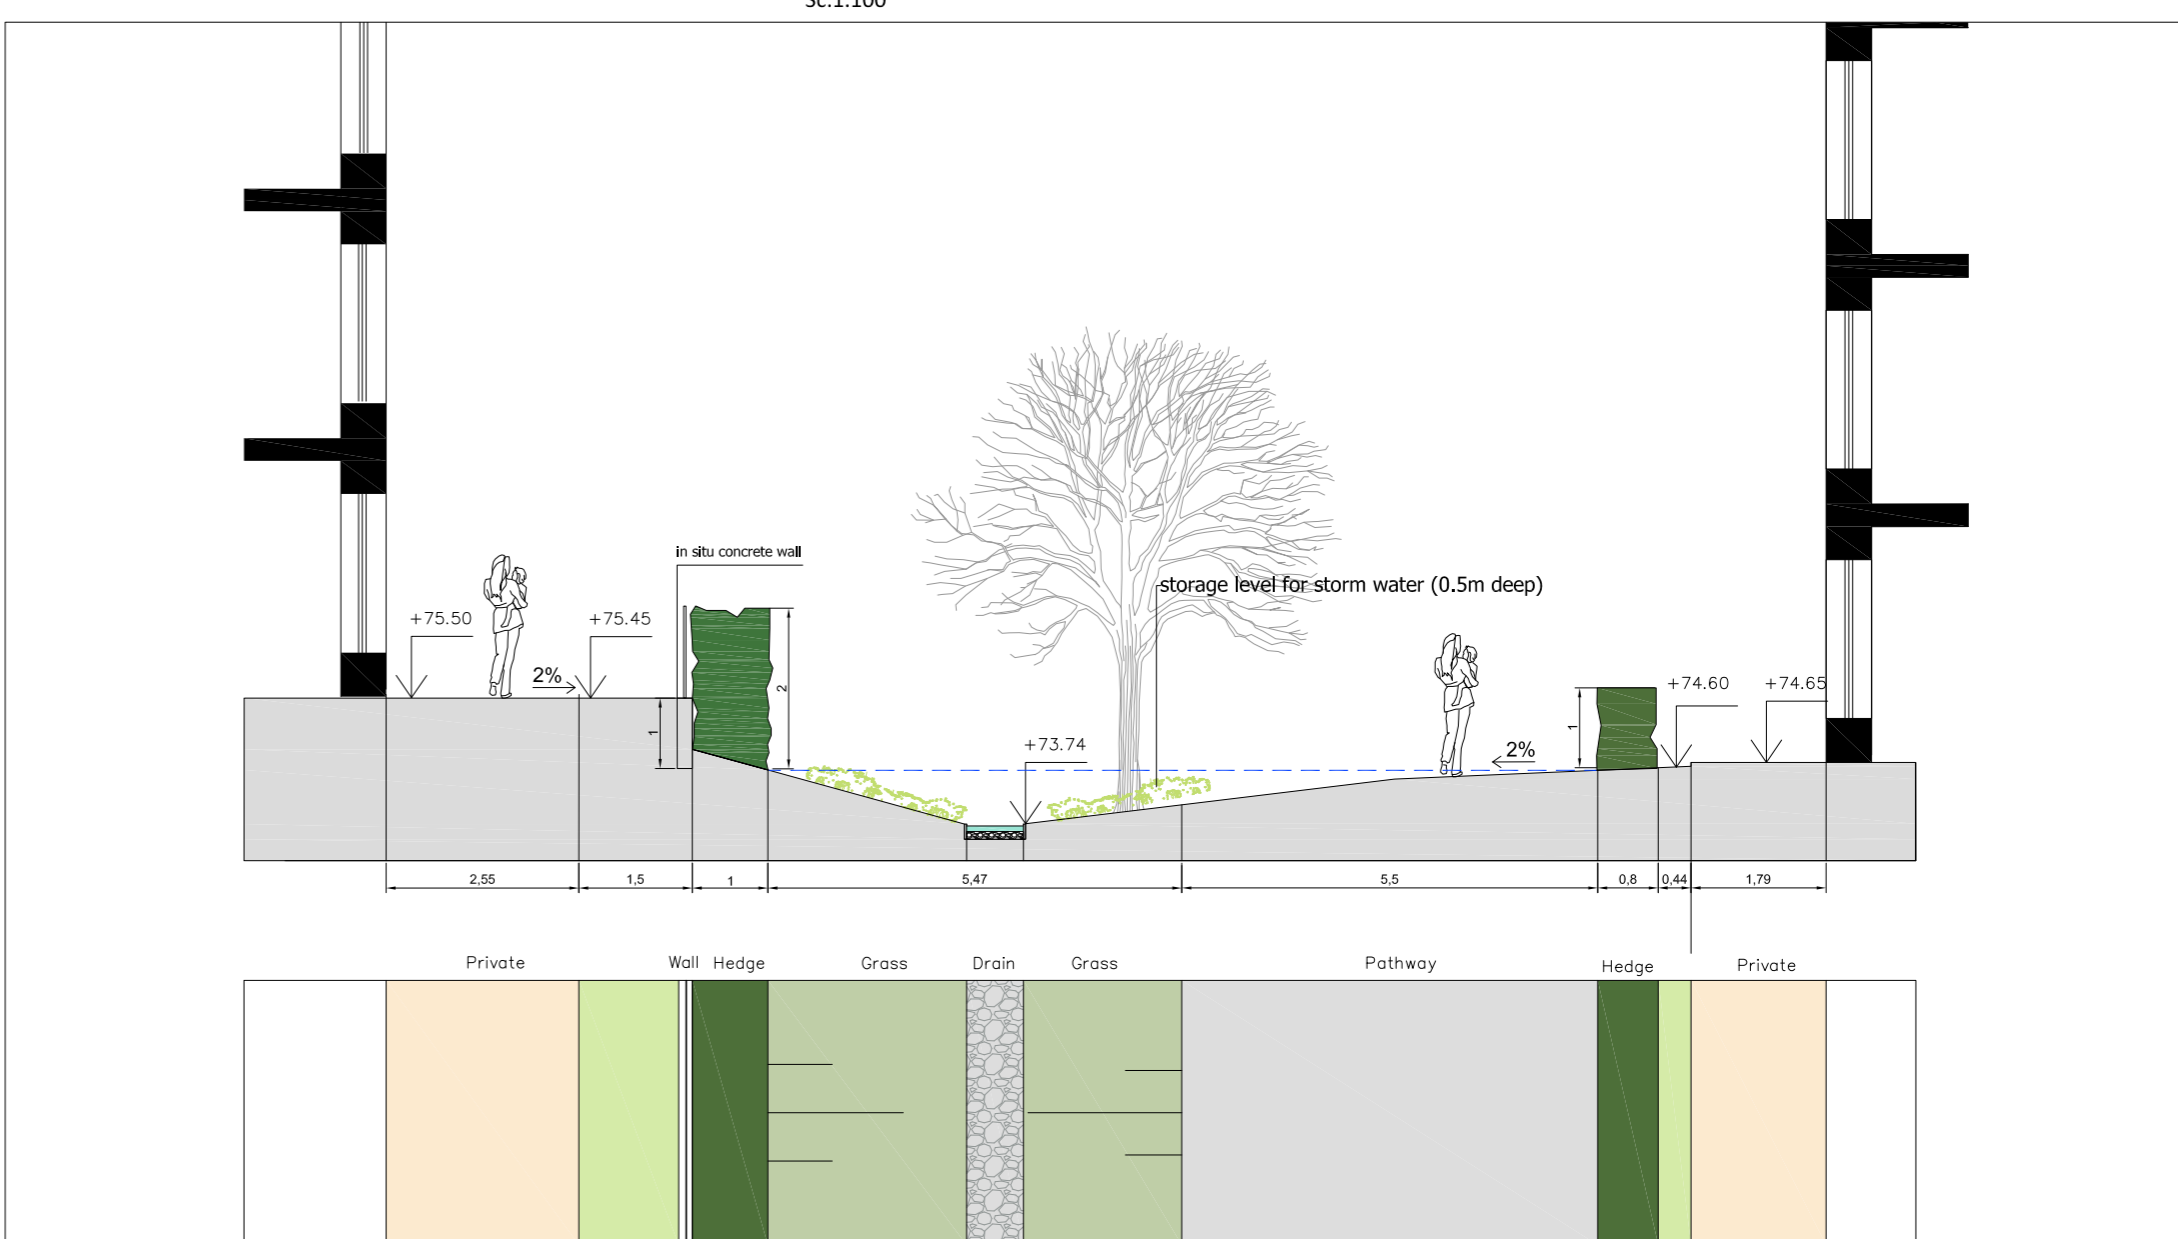 Sc.1:100
in situ concrete wall
storage level for storm water (0.5m deep)
+75.50
+75.45
2%
2
1
+73.74
2%
1
+74.60
+74.65
2,55
1,5
1
5,47
5,5
0,8
0,44
1,79
Private
Wall
Hedge
Grass
Drain
Grass
Pathway
Hedge
Private